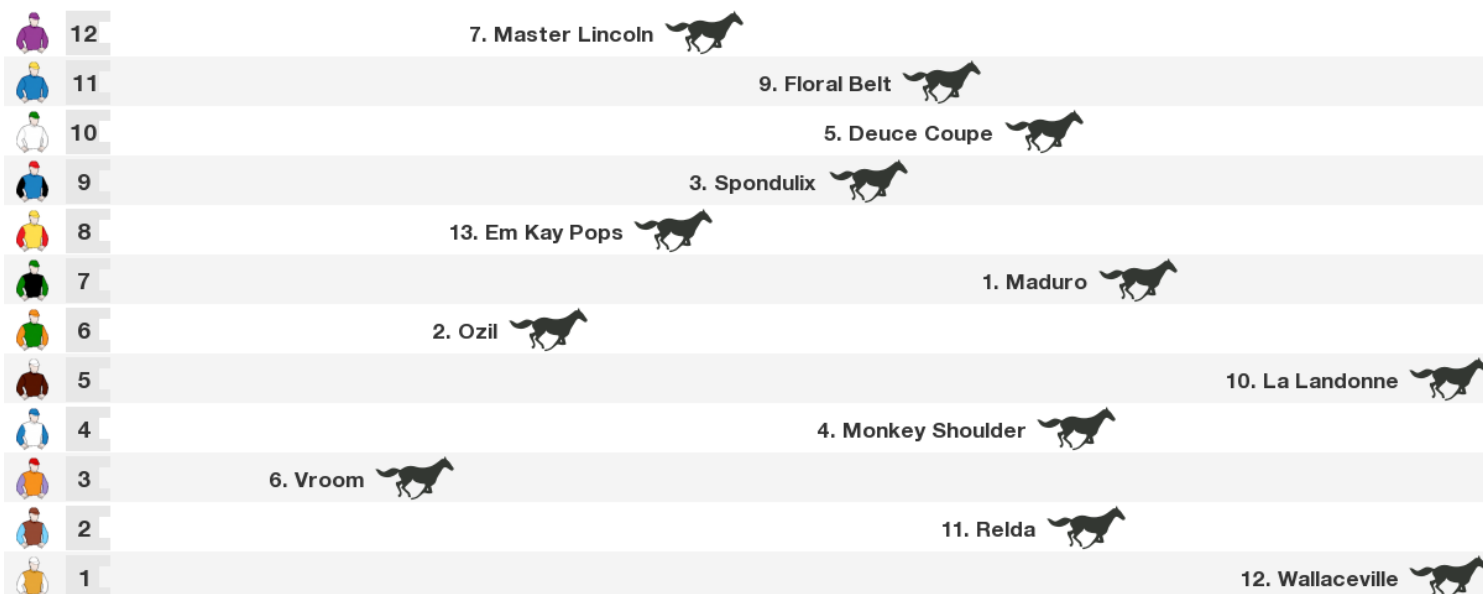 12 7. Master Lincoln
11 9. Floral Belt
10 5. Deuce Coupe
9 3. Spondulix
8 13. Em Kay Pops
7 1. Maduro
6 2. Ozil
5 10. La Landonne
4 4. Monkey Shoulder
3 6. Vroom
2 11. Relda
1 12. Wallaceville